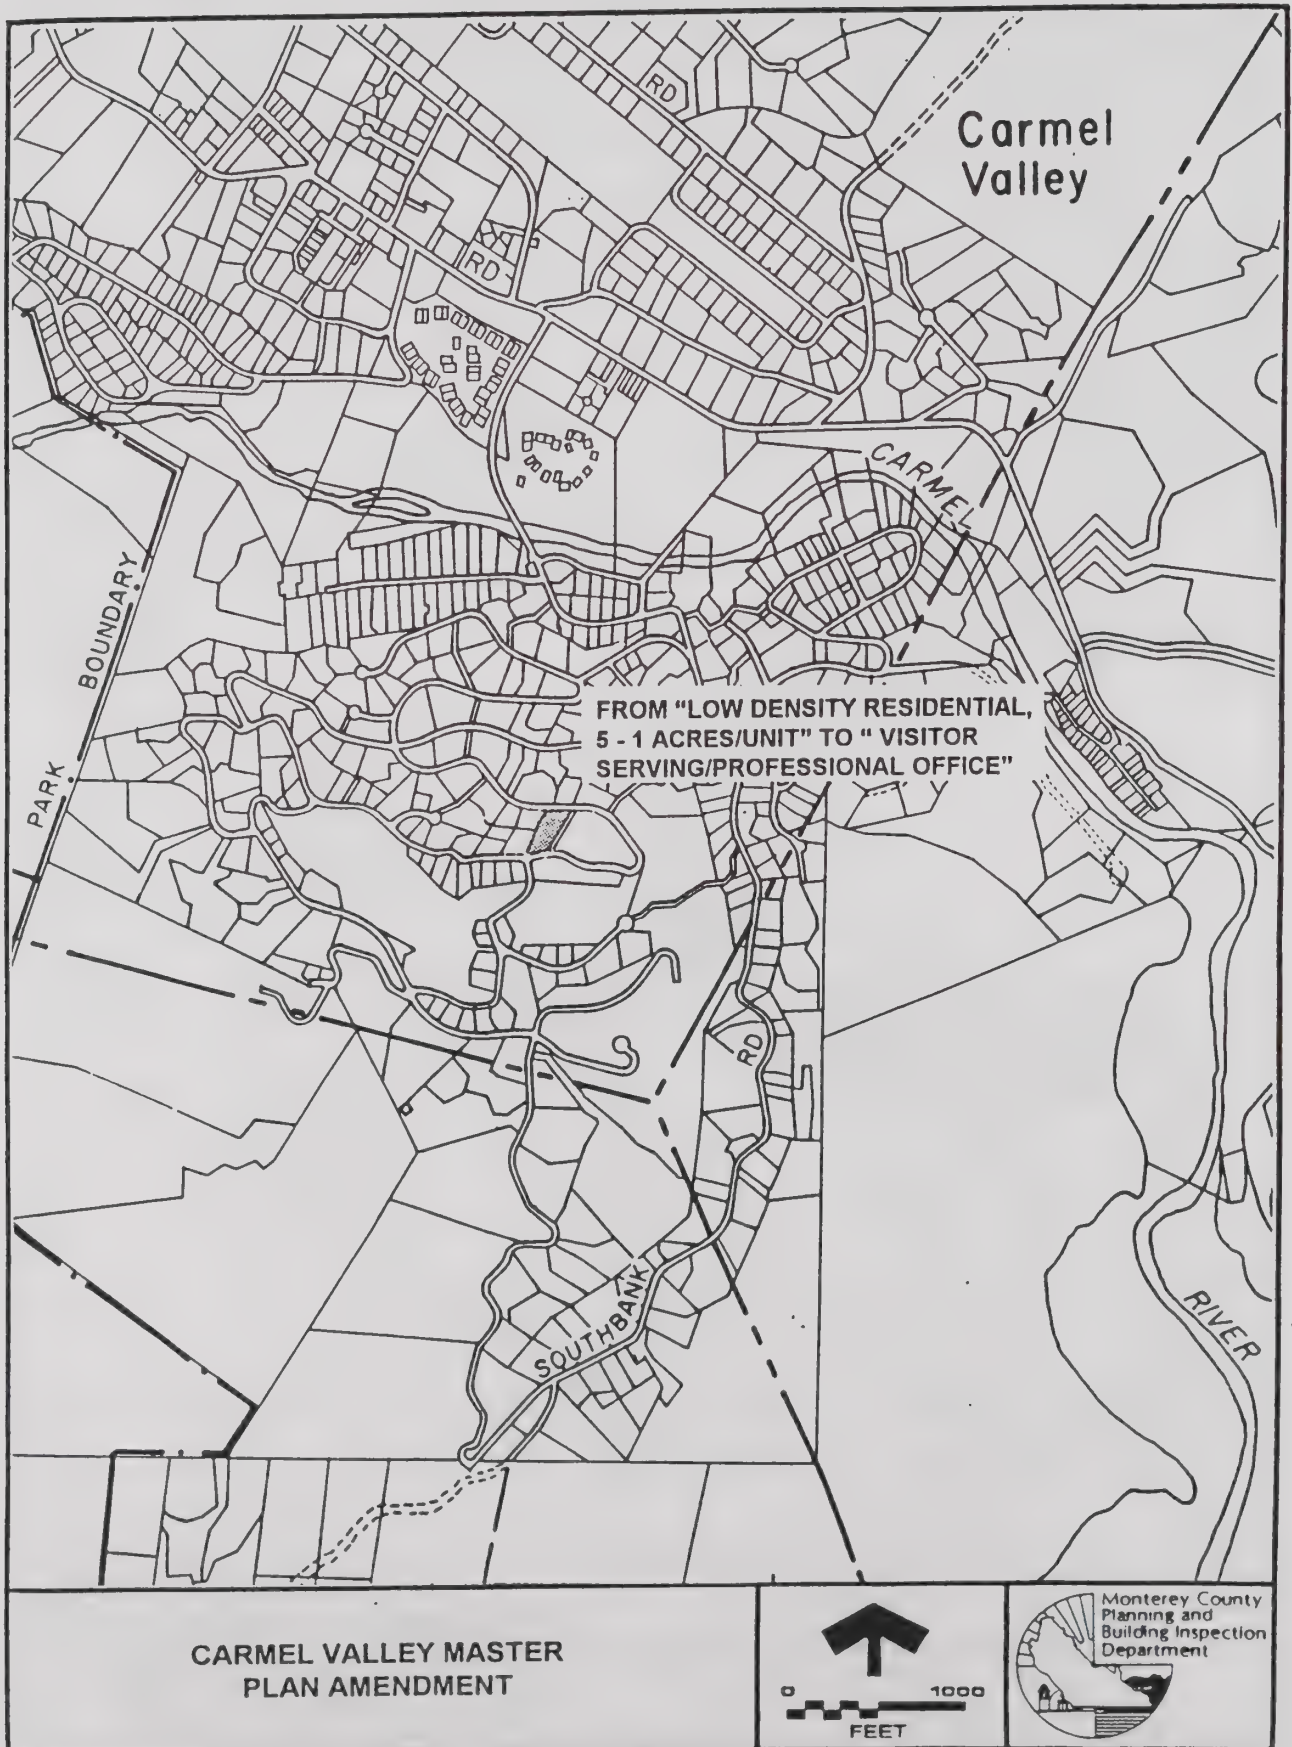 RD
Carmel
Valley
RD
CARMEL
BOUNDARY
PARK
FROM “LOW DENSITY RESIDENTIAL,
5 - 1 ACRES/UNIT” TO “ VISITOR
SERVING/PROFESSIONAL OFFICE”
RD
SOUTHBANK
RIVER
CARMEL VALLEY MASTER
PLAN AMENDMENT
0 1000
FEET
Monterey County
Planning and
Building Inspection
Department